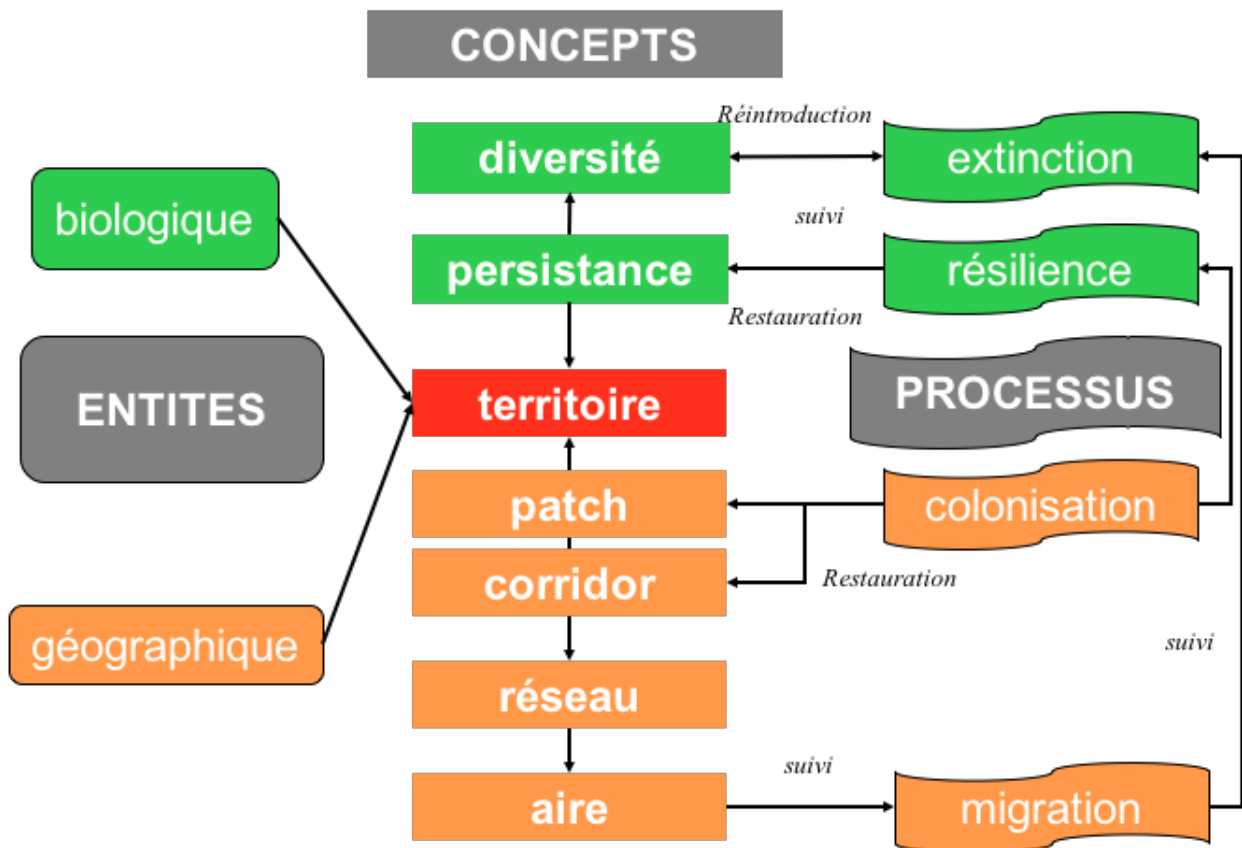 CONCEPTS
Réintroduction
diversité
extinction
biologique
suivi
persistance
résilience
Restauration
ENTITES
territoire
PROCESSUS
patch
colonisation
corridor
Restauration
géographique
suivi
réseau
suivi
aire
migration